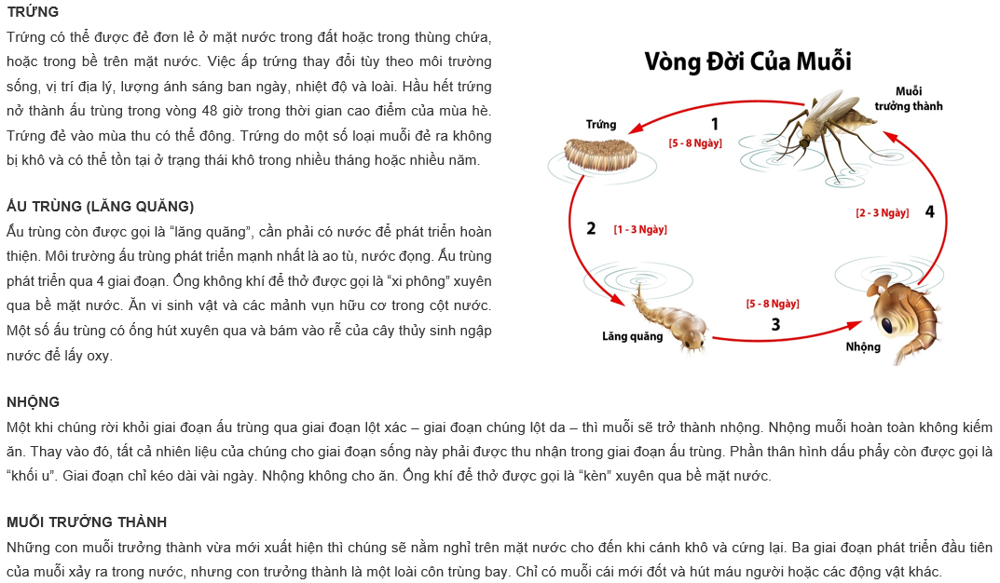 TRỨNG
Trứng có thể được đẻ đơn lẻ ở mặt nước trong đất hoặc trong thùng chứa,
hoặc trong bề trên mặt nước. Việc ấp trứng thay đổi tùy theo môi trường
sống, vị trí địa lý, lượng ánh sáng ban ngày, nhiệt độ và loài. Hầu hết trứng
nở thành ấu trùng trong vòng 48 giờ trong thời gian cao điểm của mùa hè.
Trứng đẻ vào mùa thu có thể đông. Trứng do một số loại muỗi đẻ ra không
bị khô và có thể tồn tại ở trạng thái khô trong nhiều tháng hoặc nhiều năm.
ẤU TRÙNG (LĂNG QUĂNG)
Ấu trùng còn được gọi là “lăng quăng”, cần phải có nước để phát triển hoàn
thiện. Môi trường ấu trùng phát triển mạnh nhất là ao tù, nước đọng. Ấu trùng
phát triển qua 4 giai đoạn. Ống không khí để thở được gọi là “xi phông” xuyên
qua bề mặt nước. Ăn vi sinh vật và các mảnh vụn hữu cơ trong cột nước.
Một số ấu trùng có ống hút xuyên qua và bám vào rễ của cây thủy sinh ngập
nước để lấy oxy.
Vòng Đời Của Muỗi
Muỗi
trưởng thành
Trứng
1
[5 - 8 Ngày]
2
[1 - 3 Ngày]
[2 - 3 Ngày]
4
[5 - 8 Ngày]
3
Lăng quăng
Nhộng
NHỘNG
Một khi chúng rời khỏi giai đoạn ấu trùng qua giai đoạn lột xác – giai đoạn chúng lột da – thì muỗi sẽ trở thành nhộng. Nhộng muỗi hoàn toàn không kiếm
ăn. Thay vào đó, tất cả nhiên liệu của chúng cho giai đoạn sống này phải được thu nhận trong giai đoạn ấu trùng. Phần thân hình dấu phẩy còn được gọi là
“khối u”. Giai đoạn chỉ kéo dài vài ngày. Nhộng không cho ăn. Ống khí để thở được gọi là “kèn” xuyên qua bề mặt nước.
MUỖI TRƯỞNG THÀNH
Những con muỗi trưởng thành vừa mới xuất hiện thì chúng sẽ nằm nghỉ trên mặt nước cho đến khi cánh khô và cứng lại. Ba giai đoạn phát triển đầu tiên
của muỗi xảy ra trong nước, nhưng con trưởng thành là một loài côn trùng bay. Chỉ có muỗi cái mới đốt và hút máu người hoặc các động vật khác.